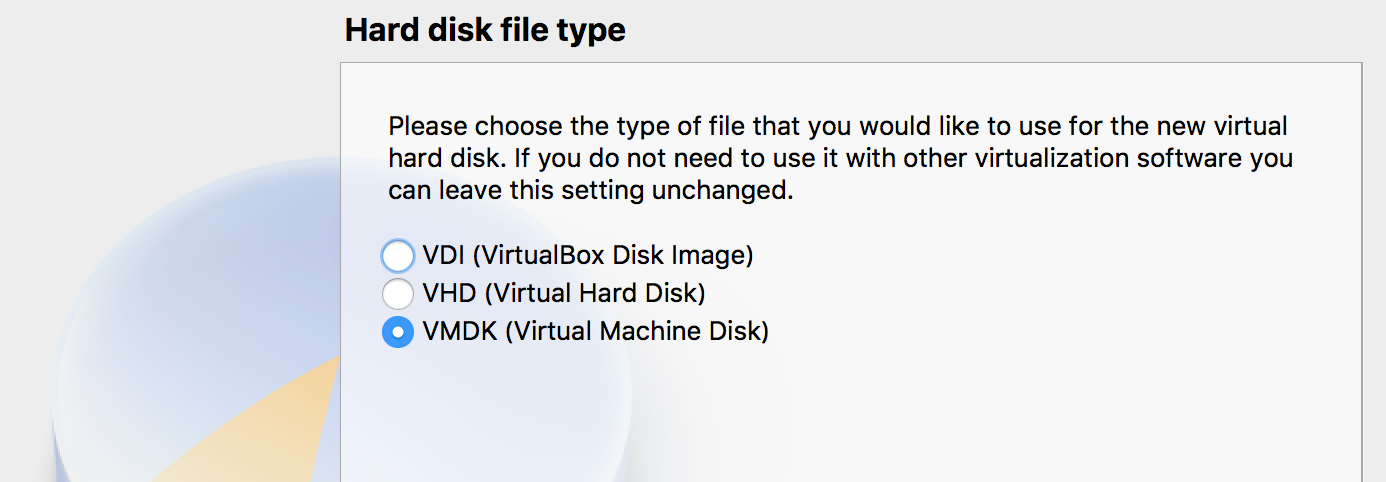 Hard disk file type
Please choose the type of file that you would like to use for the new virtual
hard disk. If you do not need to use it with other virtualization software you
can leave this setting unchanged.
VDI (VirtualBox Disk Image)
VHD (Virtual Hard Disk)
VMDK (Virtual Machine Disk)